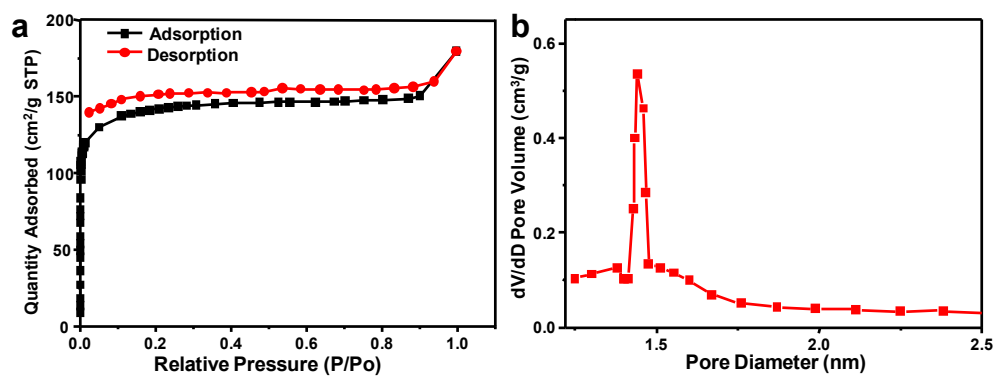 a
Adsorption
Desorption
Quantity Adsorbed (cm²/g STP)
200
150
100
50
0
0.0 0.2 0.4 0.6 0.8 1.0
Relative Pressure (P/Po)
b
dV/dD Pore Volume (cm³/g)
0.6
0.4
0.2
0.0
1.5 2.0 2.5
Pore Diameter (nm)